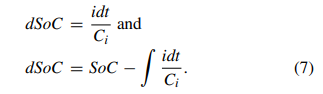 dSoC = idt/C_i and
dSoC = SoC − ∫ idt/C_i. (7)